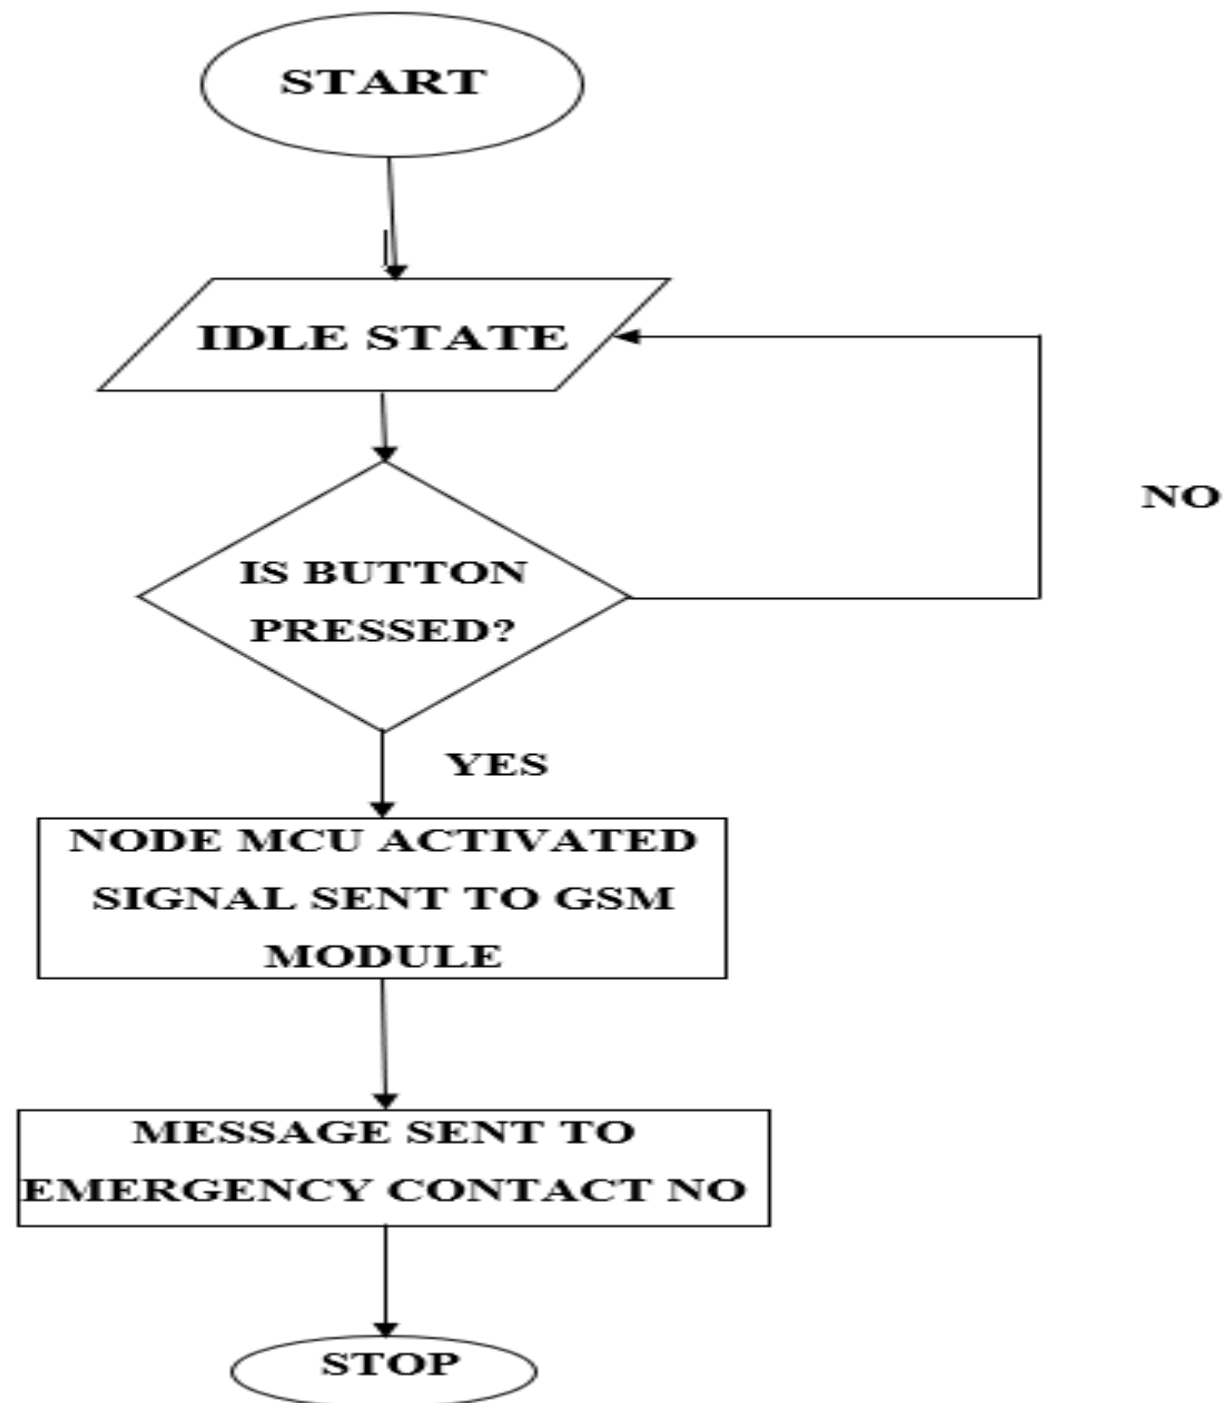 START
IDLE STATE
NO
IS BUTTON
PRESSED?
YES
NODE MCU ACTIVATED
SIGNAL SENT TO GSM
MODULE
MESSAGE SENT TO
EMERGENCY CONTACT NO
STOP